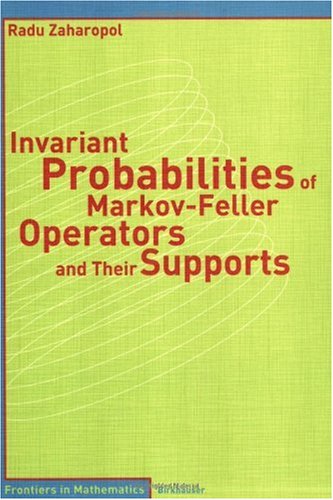 Radu Zaharopol
Invariant
Probabilities of
Markov-Feller
Operators
and Their Supports
Frontiers in Mathematics
Birkhäuser